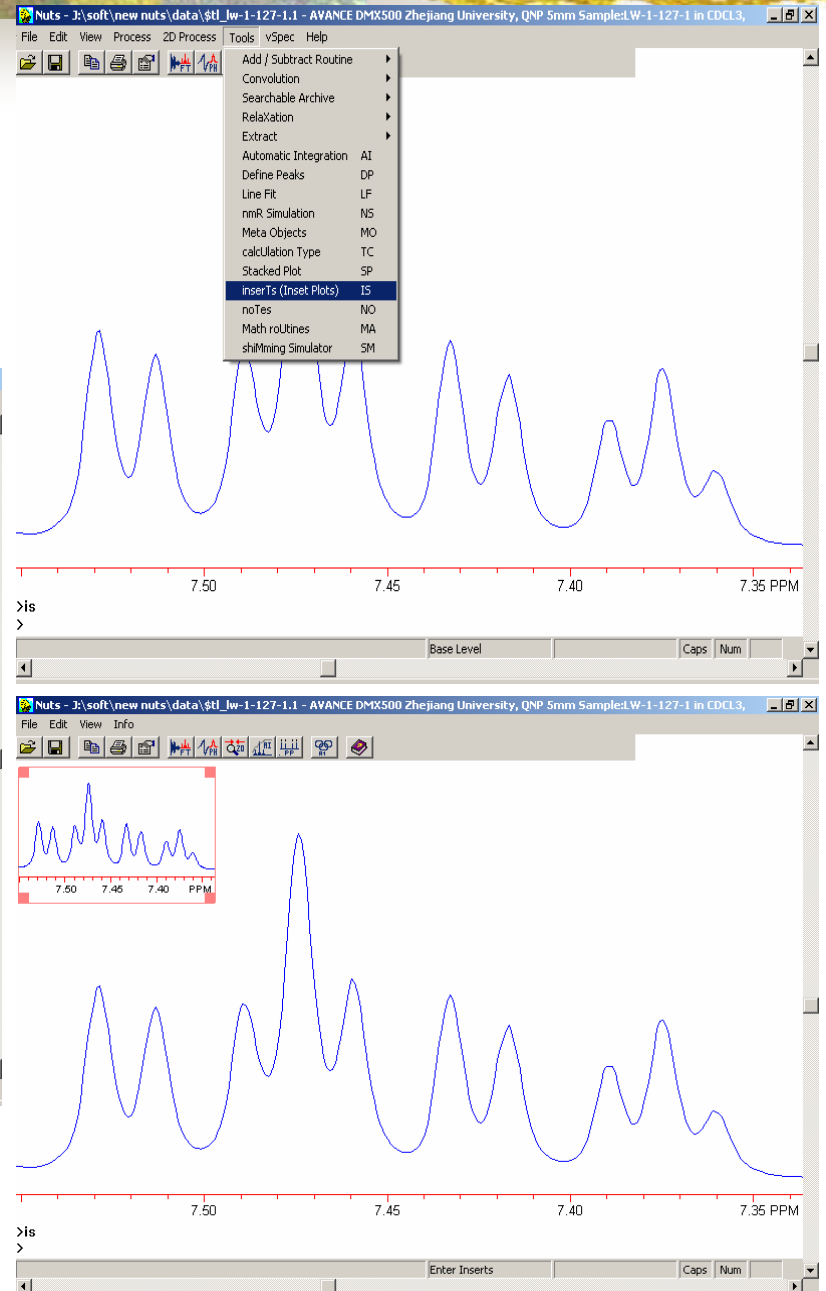 Nuts - J:\soft\new nuts\data\$tl_lw-1-127-1.1 - AVANCE DMX500 Zhejiang University, QNP 5mm Sample:LW-1-127-1 in CDCL3,
File Edit View Process 2D Process Tools vSpec Help
FT PH
Add / Subtract Routine
Convolution
Searchable Archive
RelaXation
Extract
Automatic Integration AI
Define Peaks DP
Line Fit LF
nmR Simulation NS
Meta Objects MO
calcUlation Type TC
Stacked Plot SP
inserTs (Inset Plots) IS
noTes NO
Math roUtines MA
shiMming Simulator SM
7.50 7.45 7.40 7.35 PPM
>is
>
Base Level Caps Num
Nuts - J:\soft\new nuts\data\$tl_lw-1-127-1.1 - AVANCE DMX500 Zhejiang University, QNP 5mm Sample:LW-1-127-1 in CDCL3,
File Edit View Info
FT PH ZO AI PP
7.50 7.45 7.40 PPM
7.50 7.45 7.40 7.35 PPM
>is
>
Enter Inserts Caps Num